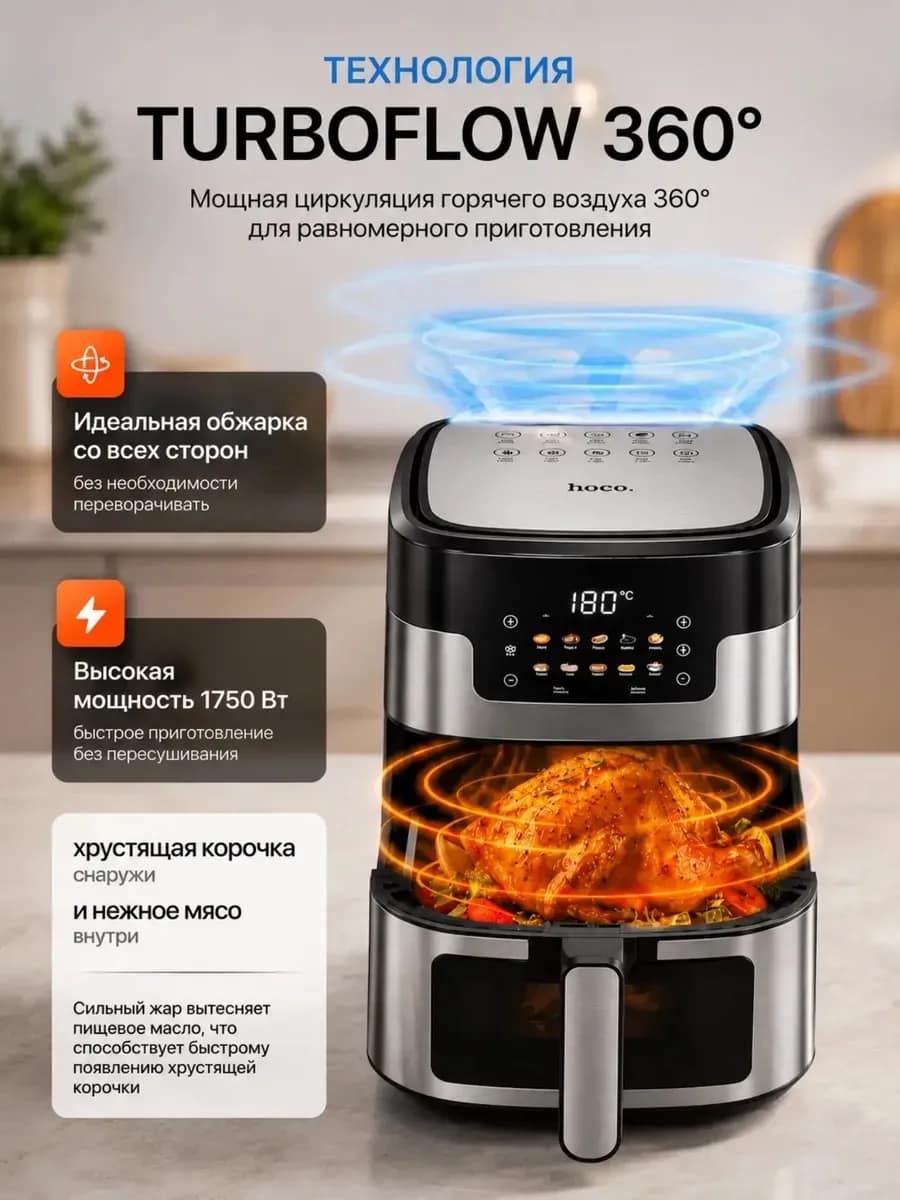 ТЕХНОЛОГИЯ
TURBOFLOW 360°
Мощная циркуляция горячего воздуха 360°
для равномерного приготовления
Идеальная обжарка
со всех сторон
без необходимости
переворачивать
hoco.
180°C
Высокая
мощность 1750 Вт
быстрое приготовление
без пересушивания
хрустящая корочка
снаружи
и нежное мясо
внутри
Сильный жар вытесняет
пищевое масло, что
способствует быстрому
появлению хрустящей
корочки